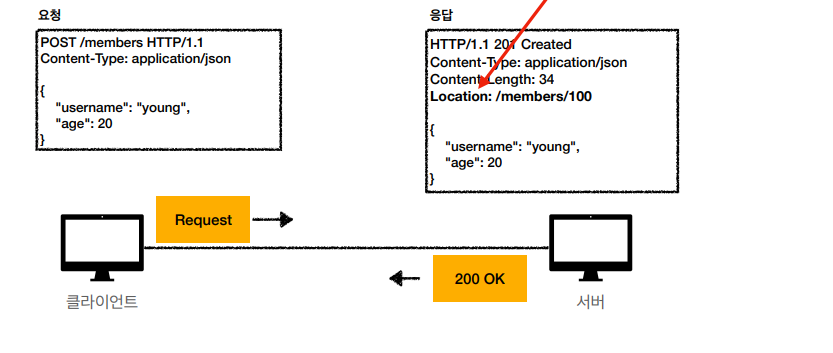 요청
POST /members HTTP/1.1
Content-Type: application/json
{
"username": "young",
"age": 20
}
응답
HTTP/1.1 201 Created
Content-Type: application/json
Content-Length: 34
Location: /members/100
{
"username": "young",
"age": 20
}
Request
200 OK
클라이언트
서버